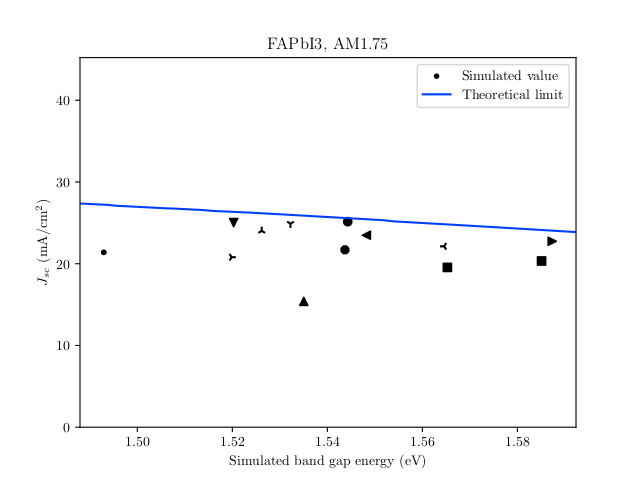 FAPbI3, AM1.75
Simulated value
Theoretical limit
40
30
20
10
0
J_sc (mA/cm²)
1.50 1.52 1.54 1.56 1.58
Simulated band gap energy (eV)